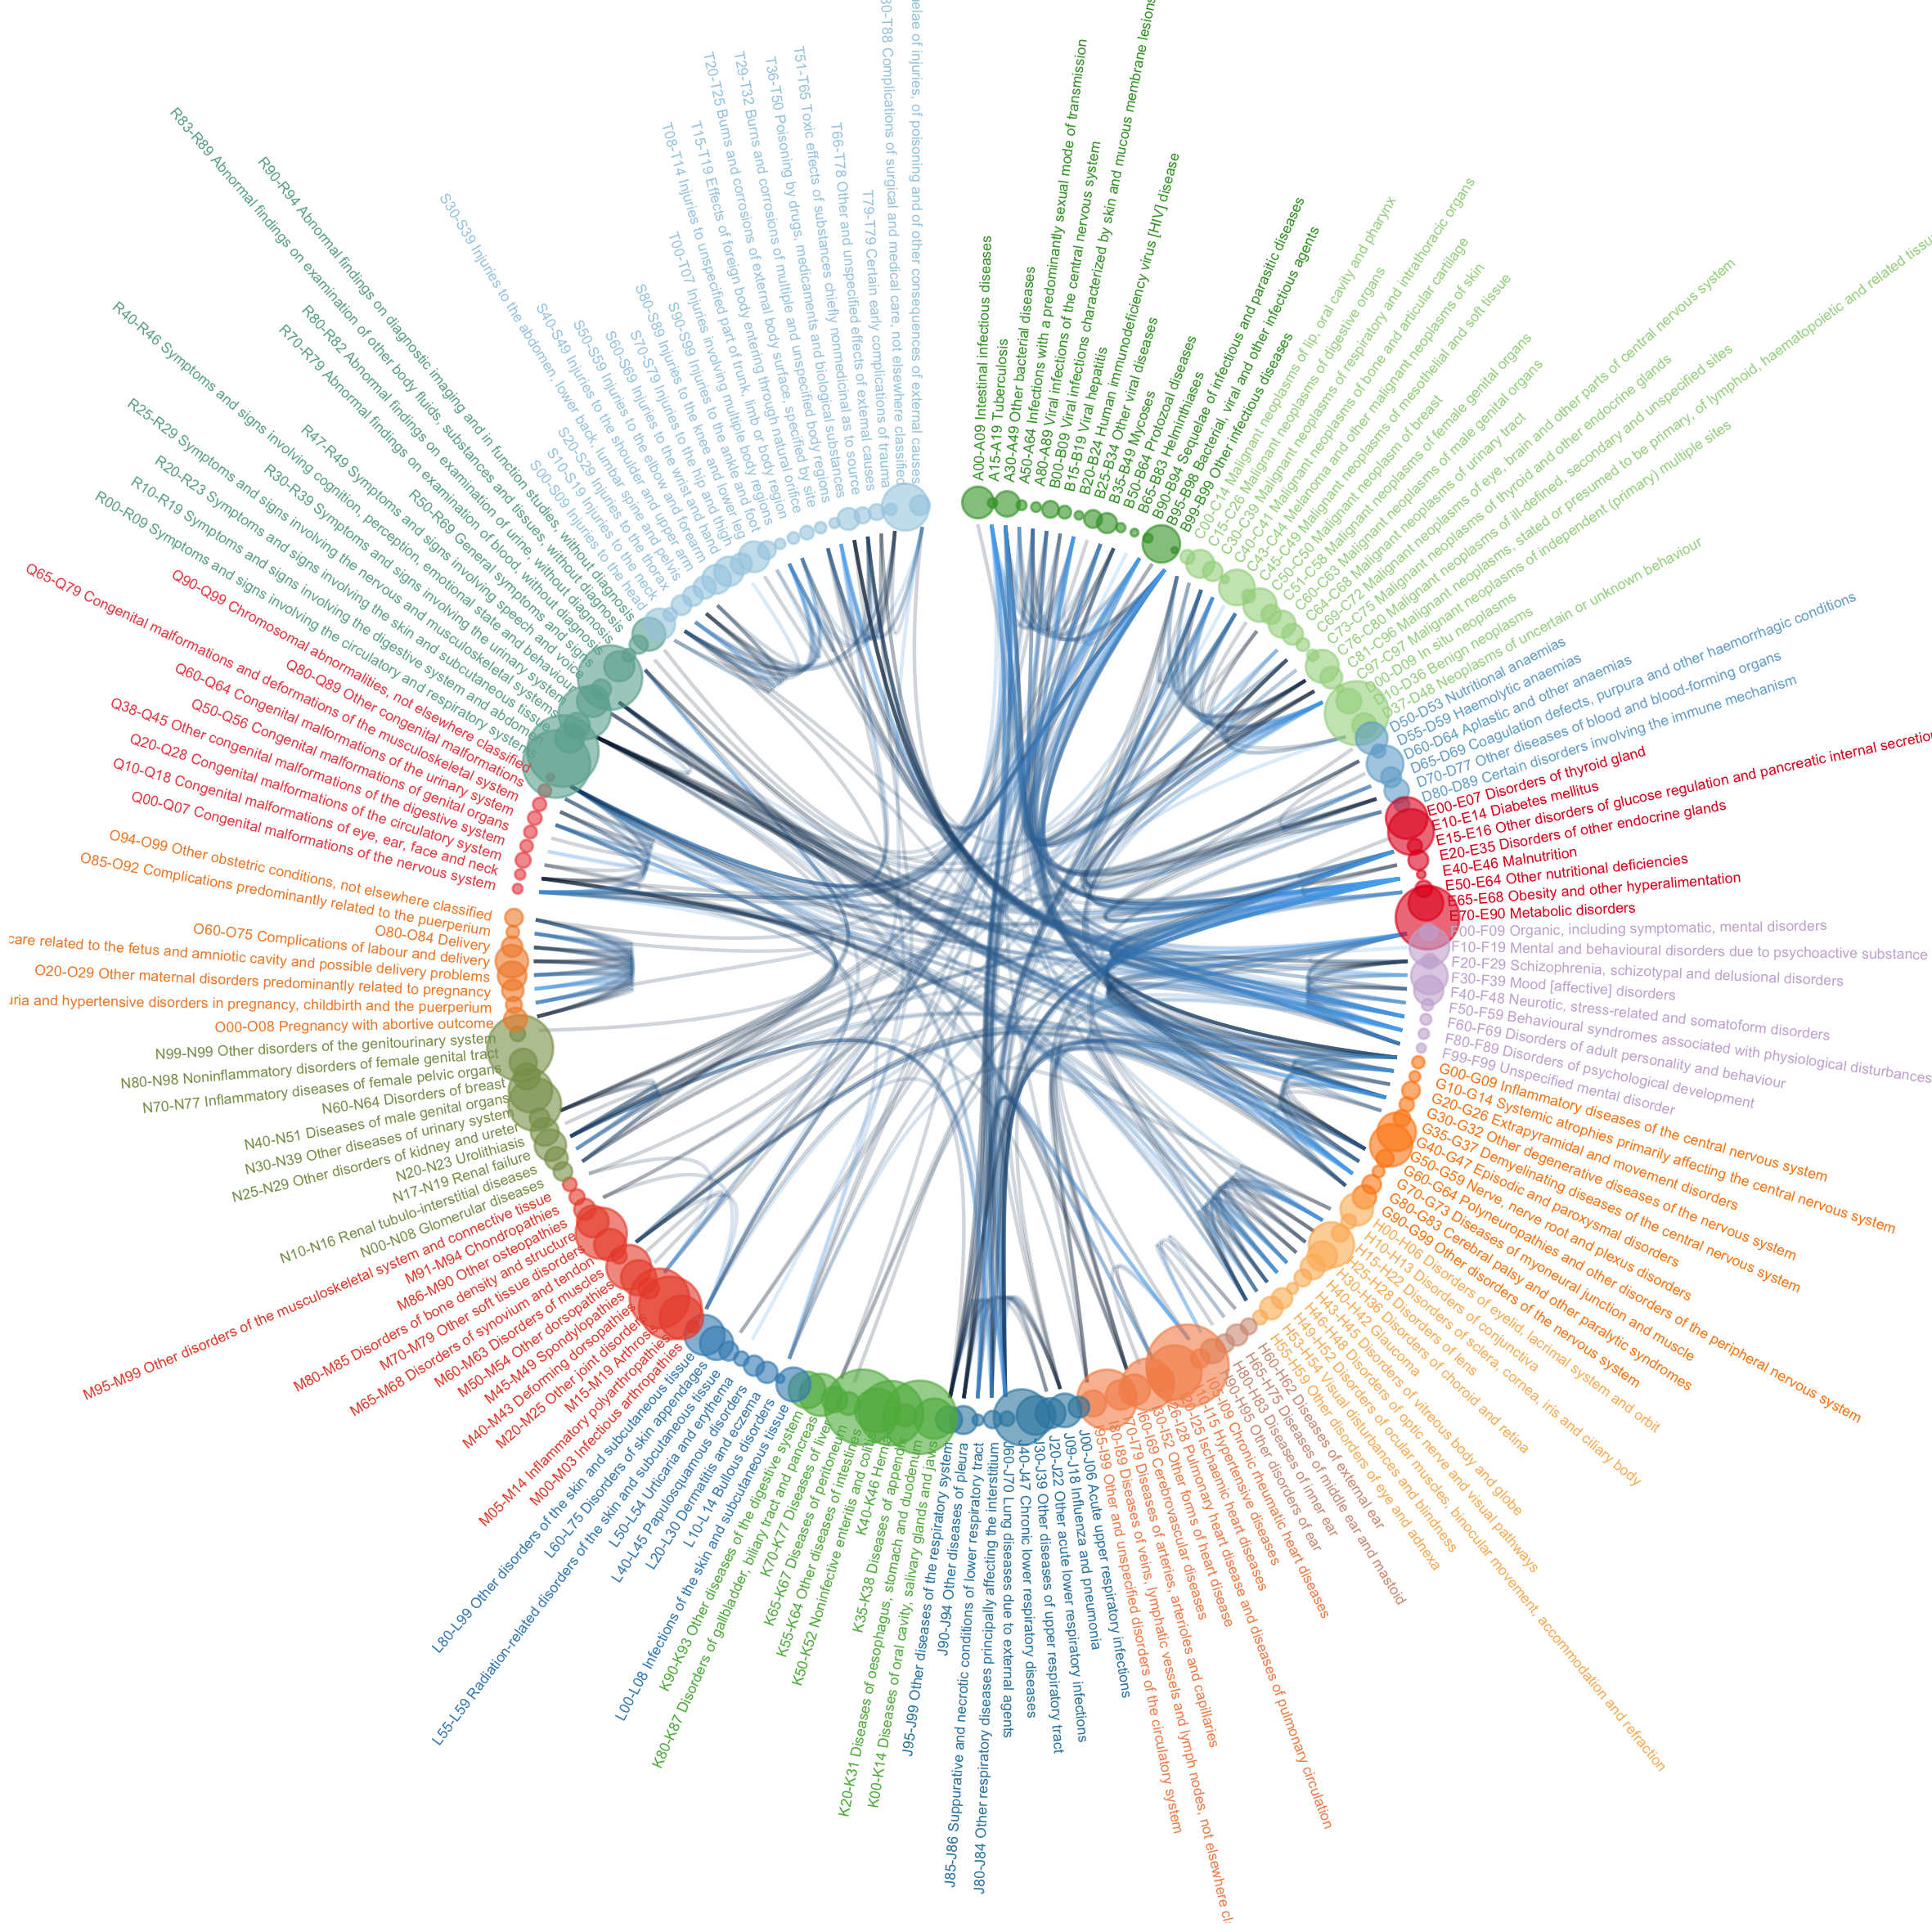 A00-A09 Intestinal infectious diseases
A15-A19 Tuberculosis
A30-A49 Other bacterial diseases
A50-A64 Infections with a predominantly sexual mode of transmission
A80-A89 Viral infections of the central nervous system
B00-B09 Viral infections characterized by skin and mucous membrane lesions
B15-B19 Viral hepatitis
B20-B24 Human immunodeficiency virus [HIV] disease
B25-B34 Other viral diseases
B35-B49 Mycoses
B50-B64 Protozoal diseases
B65-B83 Helminthiases
B90-B94 Sequelae of infectious and parasitic diseases
B95-B98 Bacterial, viral and other infectious agents
B99-B99 Other infectious diseases
C00-C14 Malignant neoplasms of lip, oral cavity and pharynx
C15-C26 Malignant neoplasms of digestive organs
C30-C39 Malignant neoplasms of respiratory and intrathoracic organs
C40-C41 Malignant neoplasms of bone and articular cartilage
C43-C44 Melanoma and other malignant neoplasms of skin
C45-C49 Malignant neoplasms of mesothelial and soft tissue
C50-C50 Malignant neoplasm of breast
C51-C58 Malignant neoplasms of female genital organs
C60-C63 Malignant neoplasms of male genital organs
C64-C68 Malignant neoplasms of urinary tract
C69-C72 Malignant neoplasms of eye, brain and other parts of central nervous system
C73-C75 Malignant neoplasms of thyroid and other endocrine glands
C76-C80 Malignant neoplasms of ill-defined, secondary and unspecified sites
C81-C96 Malignant neoplasms, stated or presumed to be primary, of lymphoid, haematopoietic and related tissue
C97-C97 Malignant neoplasms of independent (primary) multiple sites
D00-D09 In situ neoplasms
D10-D36 Benign neoplasms
D37-D48 Neoplasms of uncertain or unknown behaviour
D50-D53 Nutritional anaemias
D55-D59 Haemolytic anaemias
D60-D64 Aplastic and other anaemias
D65-D69 Coagulation defects, purpura and other haemorrhagic conditions
D70-D77 Other diseases of blood and blood-forming organs
D80-D89 Certain disorders involving the immune mechanism
E00-E07 Disorders of thyroid gland
E10-E14 Diabetes mellitus
E15-E16 Other disorders of glucose regulation and pancreatic internal secretion
E20-E35 Disorders of other endocrine glands
E40-E46 Malnutrition
E50-E64 Other nutritional deficiencies
E65-E68 Obesity and other hyperalimentation
E70-E90 Metabolic disorders
F00-F09 Organic, including symptomatic, mental disorders
F10-F19 Mental and behavioural disorders due to psychoactive substance
F20-F29 Schizophrenia, schizotypal and delusional disorders
F30-F39 Mood [affective] disorders
F40-F48 Neurotic, stress-related and somatoform disorders
F50-F59 Behavioural syndromes associated with physiological disturbances
F60-F69 Disorders of adult personality and behaviour
F80-F89 Disorders of psychological development
F99-F99 Unspecified mental disorder
G00-G09 Inflammatory diseases of the central nervous system
G10-G14 Systemic atrophies primarily affecting the central nervous system
G20-G26 Extrapyramidal and movement disorders
G30-G32 Other degenerative diseases of the nervous system
G35-G37 Demyelinating diseases of the central nervous system
G40-G47 Episodic and paroxysmal disorders
G50-G59 Nerve, nerve root and plexus disorders
G60-G64 Polyneuropathies and other disorders of the peripheral nervous system
G70-G73 Diseases of myoneural junction and muscle
G80-G83 Cerebral palsy and other paralytic syndromes
G90-G99 Other disorders of the nervous system
H00-H06 Disorders of eyelid, lacrimal system and orbit
H10-H13 Disorders of conjunctiva
H15-H22 Disorders of sclera, cornea, iris and ciliary body
H25-H28 Disorders of lens
H30-H36 Disorders of choroid and retina
H40-H42 Glaucoma
H43-H45 Disorders of vitreous body and globe
H46-H48 Disorders of optic nerve and visual pathways
H49-H52 Disorders of ocular muscles, binocular movement, accommodation and refraction
H53-H54 Visual disturbances and blindness
H55-H59 Other disorders of eye and adnexa
H60-H62 Diseases of external ear
H65-H75 Diseases of middle ear and mastoid
H80-H83 Diseases of inner ear
H90-H95 Other disorders of ear
I05-I09 Chronic rheumatic heart diseases
I10-I15 Hypertensive diseases
I20-I25 Ischaemic heart diseases
I26-I28 Pulmonary heart disease and diseases of pulmonary circulation
I30-I52 Other forms of heart disease
I60-I69 Cerebrovascular diseases
I70-I79 Diseases of arteries, arterioles and capillaries
I80-I89 Diseases of veins, lymphatic vessels and lymph nodes, not elsewhere
I95-I99 Other and unspecified disorders of the circulatory system
J00-J06 Acute upper respiratory infections
J09-J18 Influenza and pneumonia
J20-J22 Other acute lower respiratory infections
J30-J39 Other diseases of upper respiratory tract
J40-J47 Chronic lower respiratory diseases
J60-J70 Lung diseases due to external agents
J80-J84 Other respiratory diseases principally affecting the interstitium
J85-J86 Suppurative and necrotic conditions of lower respiratory tract
J90-J94 Other diseases of pleura
J95-J99 Other diseases of the respiratory system
K00-K14 Diseases of oral cavity, salivary glands and jaws
K20-K31 Diseases of oesophagus, stomach and duodenum
K35-K38 Diseases of appendix
K40-K46 Hernia
K50-K52 Noninfective enteritis and colitis
K55-K64 Other diseases of intestines
K65-K67 Diseases of peritoneum
K70-K77 Diseases of liver
K80-K87 Disorders of gallbladder, biliary tract and pancreas
K90-K93 Other diseases of the digestive system
L00-L08 Infections of the skin and subcutaneous tissue
L10-L14 Bullous disorders
L20-L30 Dermatitis and eczema
L40-L45 Papulosquamous disorders
L50-L54 Urticaria and erythema
L55-L59 Radiation-related disorders of the skin and subcutaneous tissue
L60-L75 Disorders of skin appendages
L80-L99 Other disorders of the skin and subcutaneous tissue
M00-M03 Infectious arthropathies
M05-M14 Inflammatory polyarthropathies
M15-M19 Arthrosis
M20-M25 Other joint disorders
M40-M43 Deforming dorsopathies
M45-M49 Spondylopathies
M50-M54 Other dorsopathies
M60-M63 Disorders of muscles
M65-M68 Disorders of synovium and tendon
M70-M79 Other soft tissue disorders
M80-M85 Disorders of bone density and structure
M86-M90 Other osteopathies
M91-M94 Chondropathies
M95-M99 Other disorders of the musculoskeletal system and connective tissue
N00-N08 Glomerular diseases
N10-N16 Renal tubulo-interstitial diseases
N17-N19 Renal failure
N20-N23 Urolithiasis
N25-N29 Other disorders of kidney and ureter
N30-N39 Other diseases of urinary system
N40-N51 Diseases of male genital organs
N60-N64 Disorders of breast
N70-N77 Inflammatory diseases of female pelvic organs
N80-N98 Noninflammatory disorders of female genital tract
N99-N99 Other disorders of the genitourinary system
O00-O08 Pregnancy with abortive outcome
uria and hypertensive disorders in pregnancy, childbirth and the puerperium
O20-O29 Other maternal disorders predominantly related to pregnancy
care related to the fetus and amniotic cavity and possible delivery problems
O60-O75 Complications of labour and delivery
O80-O84 Delivery
O85-O92 Complications predominantly related to the puerperium
O94-O99 Other obstetric conditions, not elsewhere classified
Q00-Q07 Congenital malformations of the nervous system
Q10-Q18 Congenital malformations of eye, ear, face and neck
Q20-Q28 Congenital malformations of the circulatory system
Q38-Q45 Other congenital malformations of the digestive system
Q50-Q56 Congenital malformations of genital organs
Q60-Q64 Congenital malformations of the urinary system
Q65-Q79 Congenital malformations and deformations of the musculoskeletal system
Q80-Q89 Other congenital malformations
Q90-Q99 Chromosomal abnormalities, not elsewhere classified
R00-R09 Symptoms and signs involving the circulatory and respiratory systems
R10-R19 Symptoms and signs involving the digestive system and abdomen
R20-R23 Symptoms and signs involving the skin and subcutaneous tissue
R25-R29 Symptoms and signs involving the nervous and musculoskeletal systems
R30-R39 Symptoms and signs involving the urinary system
R40-R46 Symptoms and signs involving cognition, perception, emotional state and behaviour
R47-R49 Symptoms and signs involving speech and voice
R50-R69 General symptoms and signs
R70-R79 Abnormal findings on examination of blood, without diagnosis
R80-R82 Abnormal findings on examination of urine, without diagnosis
R83-R89 Abnormal findings on examination of other body fluids, substances and tissues, without diagnosis
R90-R94 Abnormal findings on diagnostic imaging and in function studies, without diagnosis
S00-S09 Injuries to the head
S10-S19 Injuries to the neck
S20-S29 Injuries to the thorax
S30-S39 Injuries to the abdomen, lower back, lumbar spine and pelvis
S40-S49 Injuries to the shoulder and upper arm
S50-S59 Injuries to the elbow and forearm
S60-S69 Injuries to the wrist and hand
S70-S79 Injuries to the hip and thigh
S80-S89 Injuries to the knee and lower leg
S90-S99 Injuries to the ankle and foot
T00-T07 Injuries involving multiple body regions
T08-T14 Injuries to unspecified part of trunk, limb or body region
T15-T19 Effects of foreign body entering through natural orifice
T20-T25 Burns and corrosions of external body surface, specified by site
T29-T32 Burns and corrosions of multiple and unspecified body regions
T36-T50 Poisoning by drugs, medicaments and biological substances
T51-T65 Toxic effects of substances chiefly nonmedicinal as to source
T66-T78 Other and unspecified effects of external causes
T79-T79 Certain early complications of trauma
30-T88 Complications of surgical and medical care, not elsewhere classified
elae of injuries, of poisoning and of other consequences of external causes